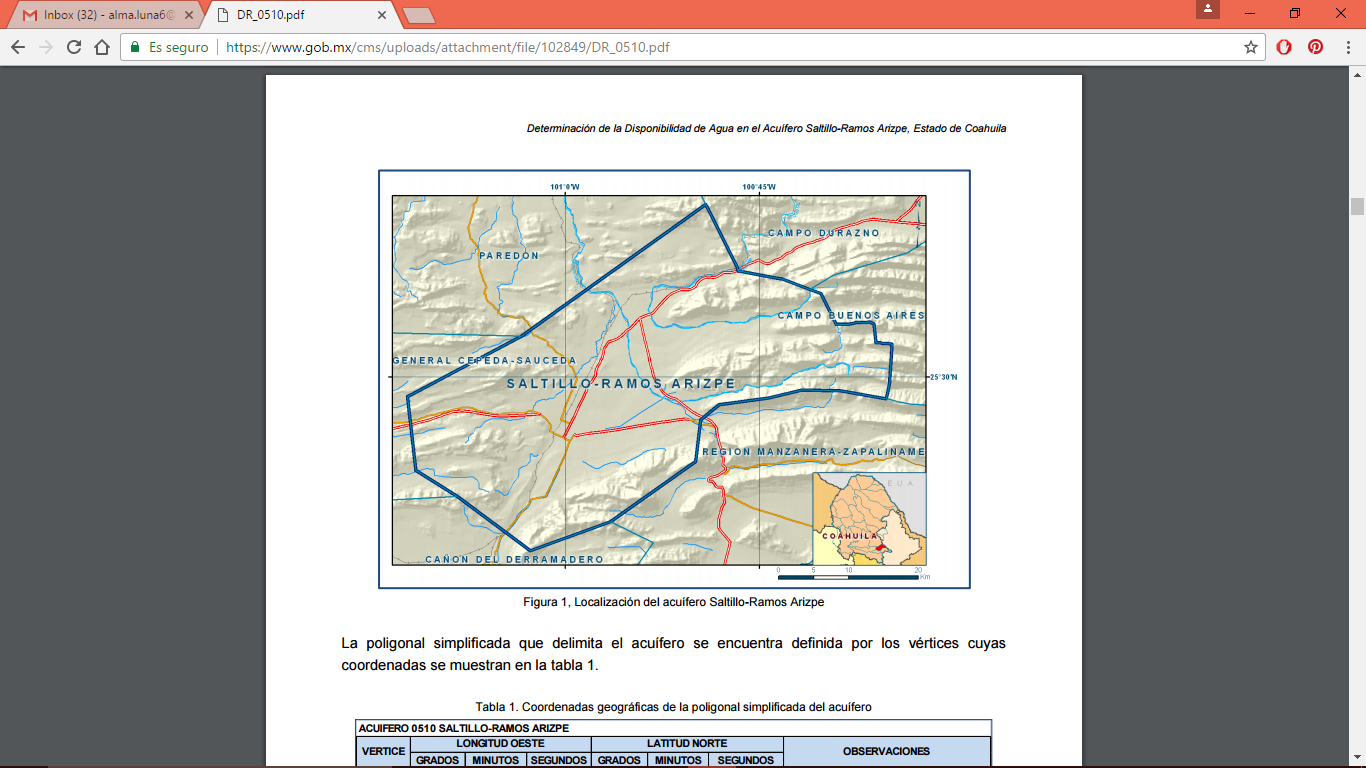 Inbox (32) - alma.luna6@
DR_0510.pdf
Es seguro
https://www.gob.mx/cms/uploads/attachment/file/102849/DR_0510.pdf
Determinación de la Disponibilidad de Agua en el Acuífero Saltillo-Ramos Arizpe, Estado de Coahuila
101°0'W
100°45'W
CAMPO DURAZNO
PAREDON
CAMPO BUENOS AIRES
GENERAL CEPEDA-SAUCEDA
SALTILLO-RAMOS ARIZPE
25°30'N
REGION MANZANERA-ZAPALINAME
EUA
COAHUILA
CAÑON DEL DERRAMADERO
0 5 10 20
Km
Figura 1, Localización del acuífero Saltillo-Ramos Arizpe
La poligonal simplificada que delimita el acuífero se encuentra definida por los vértices cuyas
coordenadas se muestran en la tabla 1.
Tabla 1. Coordenadas geográficas de la poligonal simplificada del acuífero
ACUIFERO 0510 SALTILLO-RAMOS ARIZPE
VERTICE
LONGITUD OESTE
LATITUD NORTE
OBSERVACIONES
GRADOS MINUTOS SEGUNDOS GRADOS MINUTOS SEGUNDOS